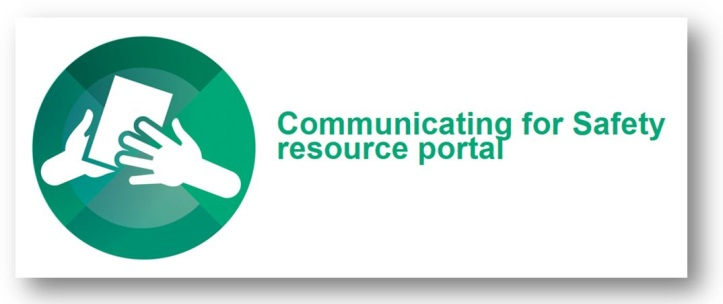 Communicating for Safety
resource portal